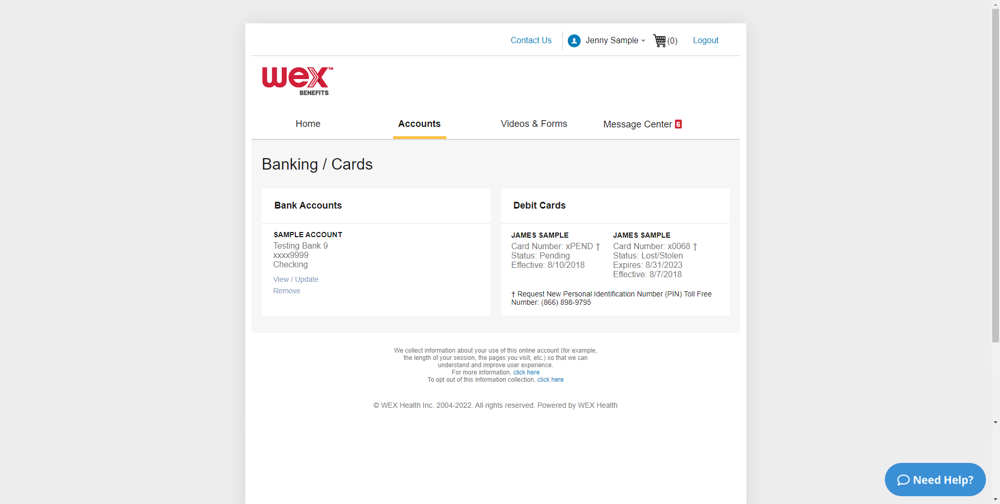 Contact Us
Jenny Sample
(0)
Logout
wex™
BENEFITS
Home
Accounts
Videos & Forms
Message Center 6
Banking / Cards
Bank Accounts
SAMPLE ACCOUNT
Testing Bank 9
xxxx9999
Checking
View / Update
Remove
Debit Cards
JAMES SAMPLE
Card Number: xPEND †
Status: Pending
Effective: 8/10/2018
JAMES SAMPLE
Card Number: x0068 †
Status: Lost/Stolen
Expires: 8/31/2023
Effective: 8/7/2018
† Request New Personal Identification Number (PIN) Toll Free
Number: (866) 898-9795
We collect information about your use of this online account (for example,
the length of your session, the pages you visit, etc.) so that we can
understand and improve user experience.
For more information, click here
To opt out of this information collection, click here
© WEX Health Inc. 2004-2022. All rights reserved. Powered by WEX Health
Need Help?